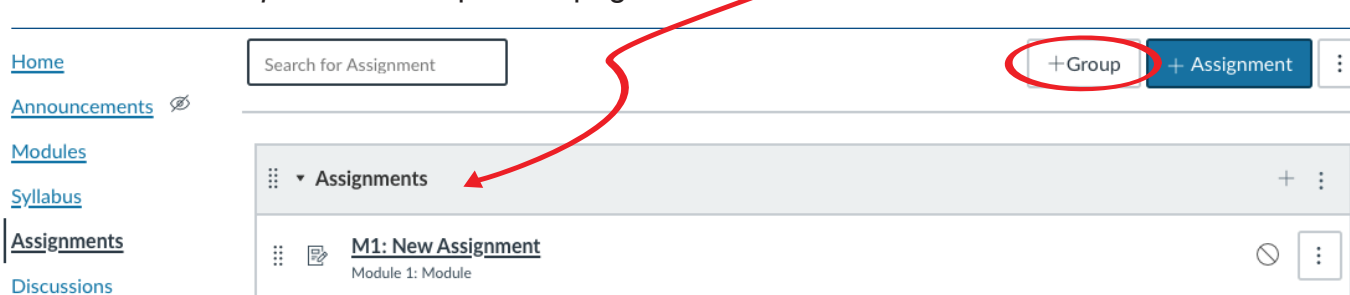 Home
Search for Assignment
+Group
+ Assignment
Announcements
Modules
Assignments
Syllabus
Assignments
M1: New Assignment
Module 1: Module
Discussions